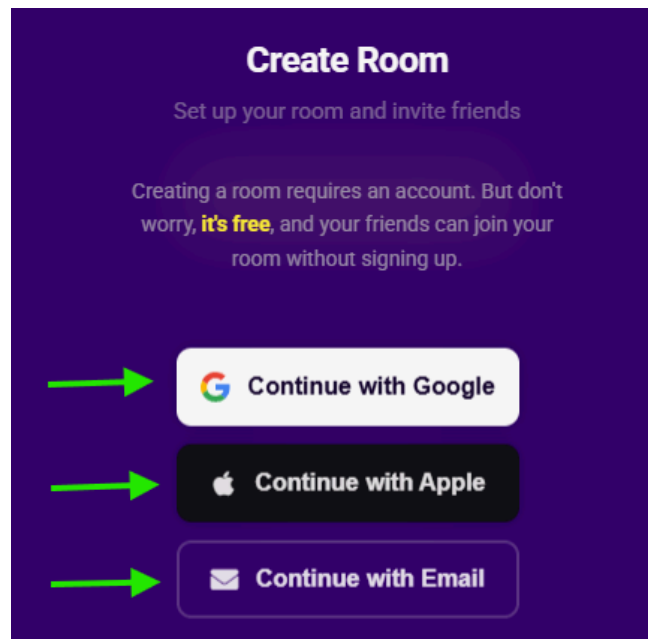 Create Room
Set up your room and invite friends
Creating a room requires an account. But don't
worry, it's free, and your friends can join your
room without signing up.
Continue with Google
Continue with Apple
Continue with Email